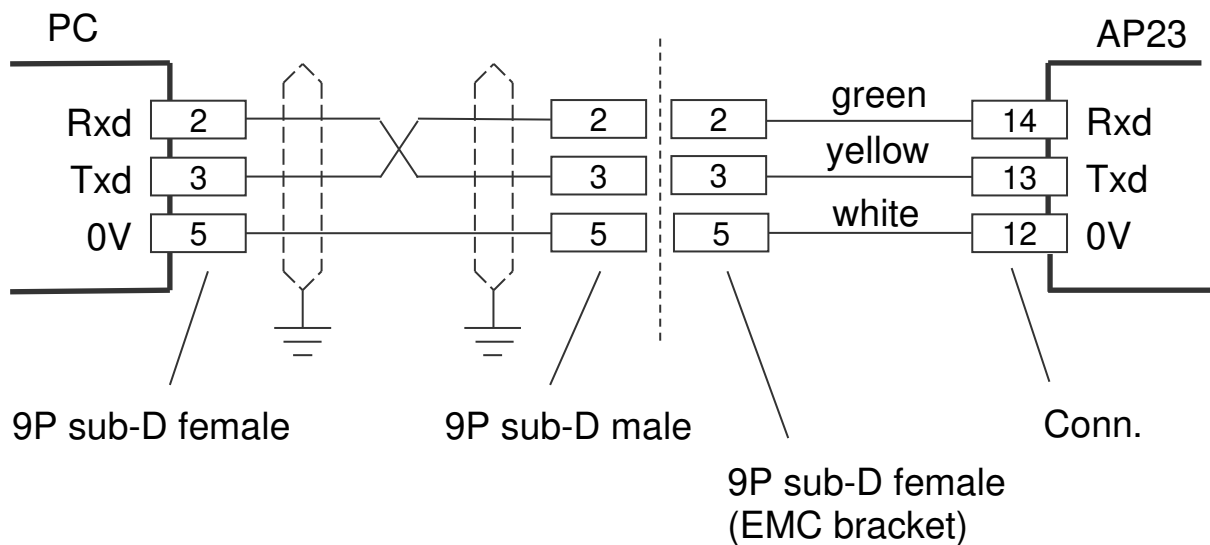 PC
AP23
Rxd 2 2 2 green 14 Rxd
Txd 3 3 3 yellow 13 Txd
0V 5 5 5 white 12 0V
9P sub-D female
9P sub-D male
Conn.
9P sub-D female
(EMC bracket)